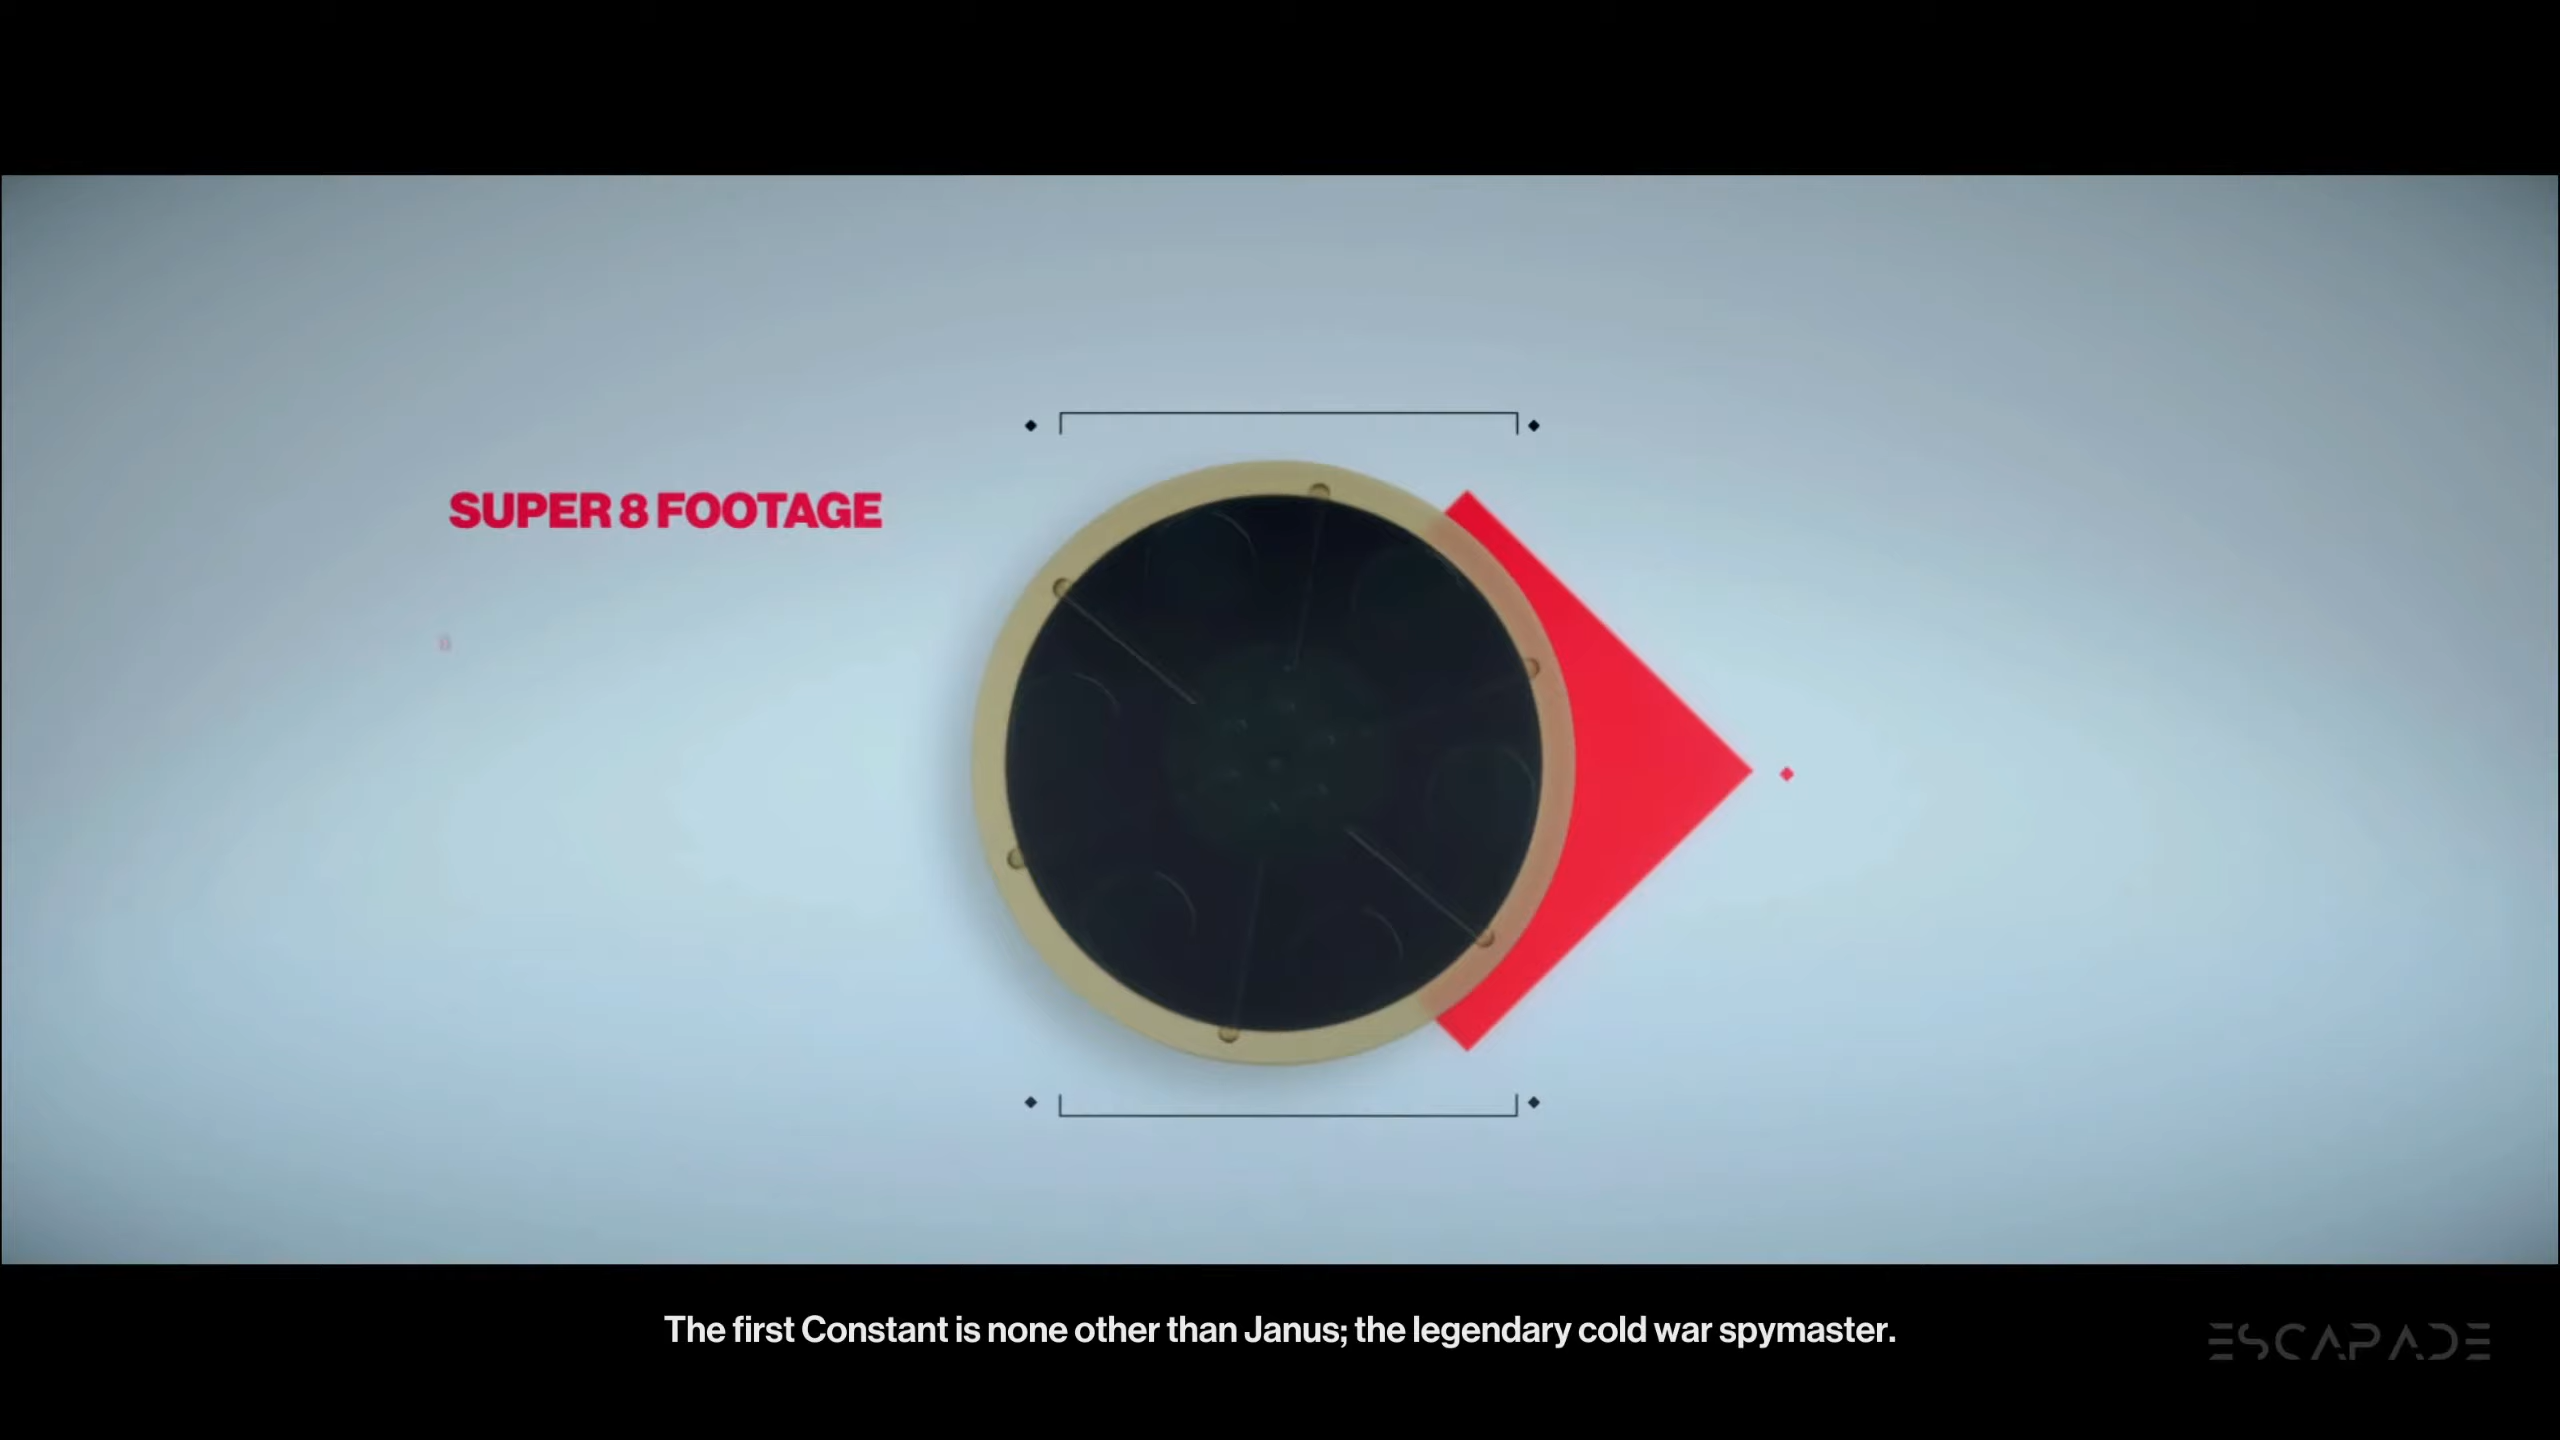 SUPER 8 FOOTAGE
The first Constant is none other than Janus; the legendary cold war spymaster.
ESCAPADE